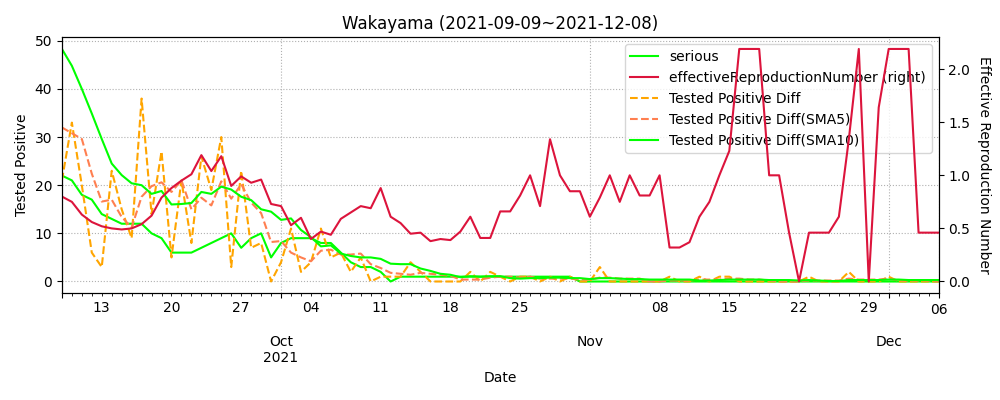 Wakayama (2021-09-09~2021-12-08)
50
40
30
20
10
0
Tested Positive
2.0
1.5
1.0
0.5
0.0
Effective Reproduction Number
serious
effectiveReproductionNumber (right)
Tested Positive Diff
Tested Positive Diff(SMA5)
Tested Positive Diff(SMA10)
13 20 27 04 11 18 25 08 15 22 29 06
Oct Nov Dec
2021
Date